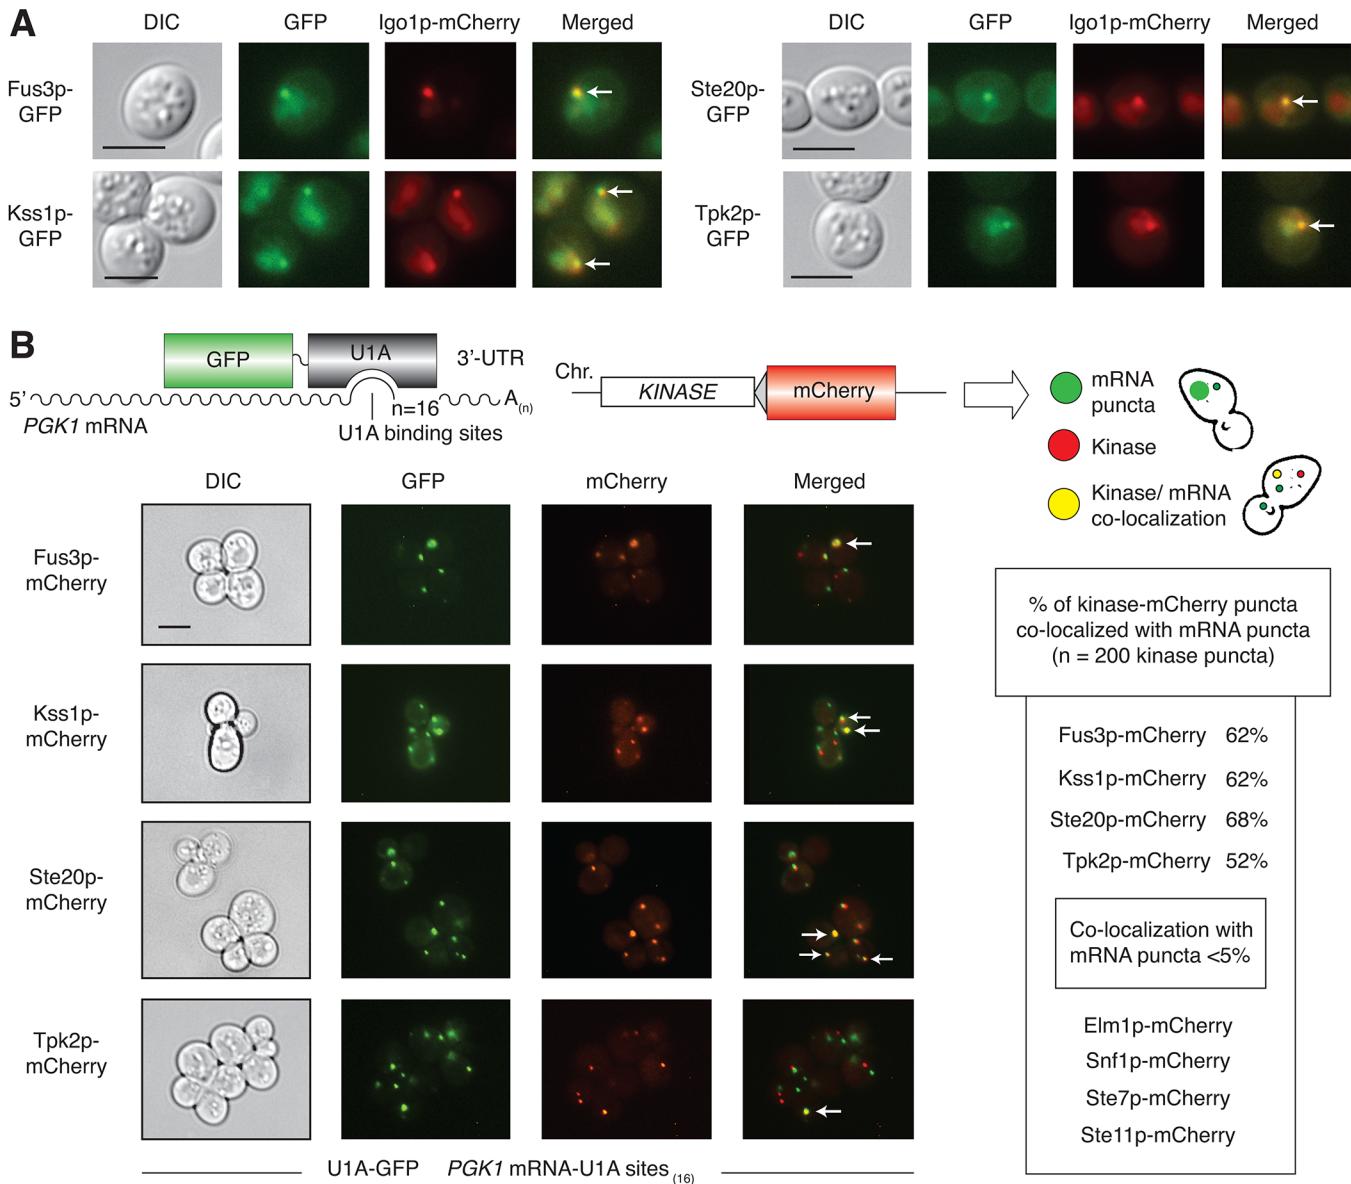 A
DIC GFP Igo1p-mCherry Merged
Fus3p-
GFP
Kss1p-
GFP
DIC GFP Igo1p-mCherry Merged
Ste20p-
GFP
Tpk2p-
GFP
B
GFP U1A 3’-UTR
5’ n=16 A(n)
PGK1 mRNA
U1A binding sites
Chr. KINASE mCherry
mRNA
puncta
Kinase
Kinase/ mRNA
co-localization
DIC GFP mCherry Merged
Fus3p-
mCherry
Kss1p-
mCherry
Ste20p-
mCherry
Tpk2p-
mCherry
U1A-GFP PGK1 mRNA-U1A sites (16)
% of kinase-mCherry puncta
co-localized with mRNA puncta
(n = 200 kinase puncta)
Fus3p-mCherry 62%
Kss1p-mCherry 62%
Ste20p-mCherry 68%
Tpk2p-mCherry 52%
Co-localization with
mRNA puncta <5%
Elm1p-mCherry
Snf1p-mCherry
Ste7p-mCherry
Ste11p-mCherry